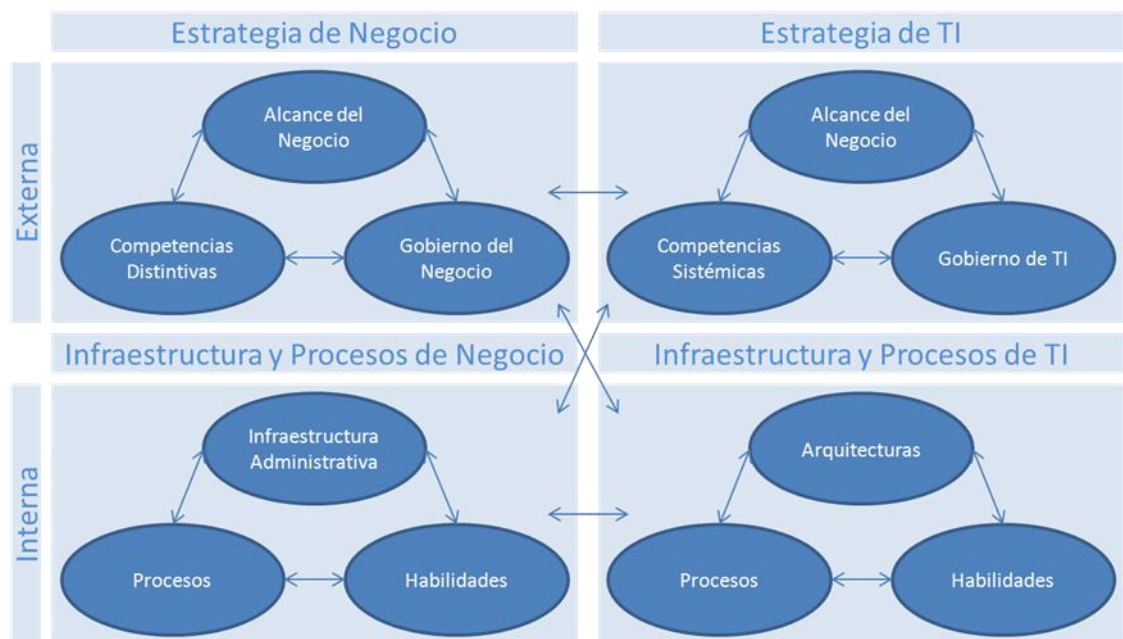 Estrategia de Negocio
Estrategia de TI
Externa
Alcance del
Negocio
Competencias
Distintivas
Gobierno del
Negocio
Alcance del
Negocio
Competencias
Sistémicas
Gobierno de TI
Infraestructura y Procesos de Negocio
Infraestructura y Procesos de TI
Interna
Infraestructura
Administrativa
Procesos
Habilidades
Arquitecturas
Procesos
Habilidades